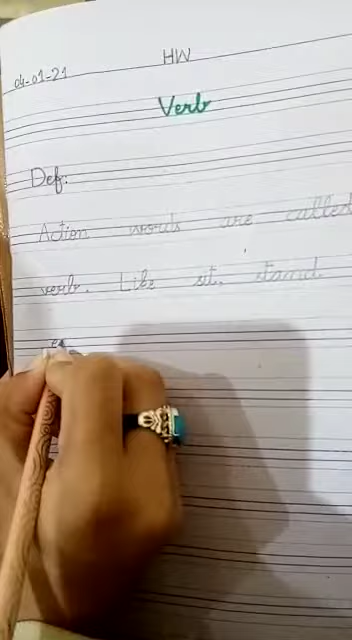 HW
04-01-21
Verb
Def:
Action words are called
verb. Like sit, stand.